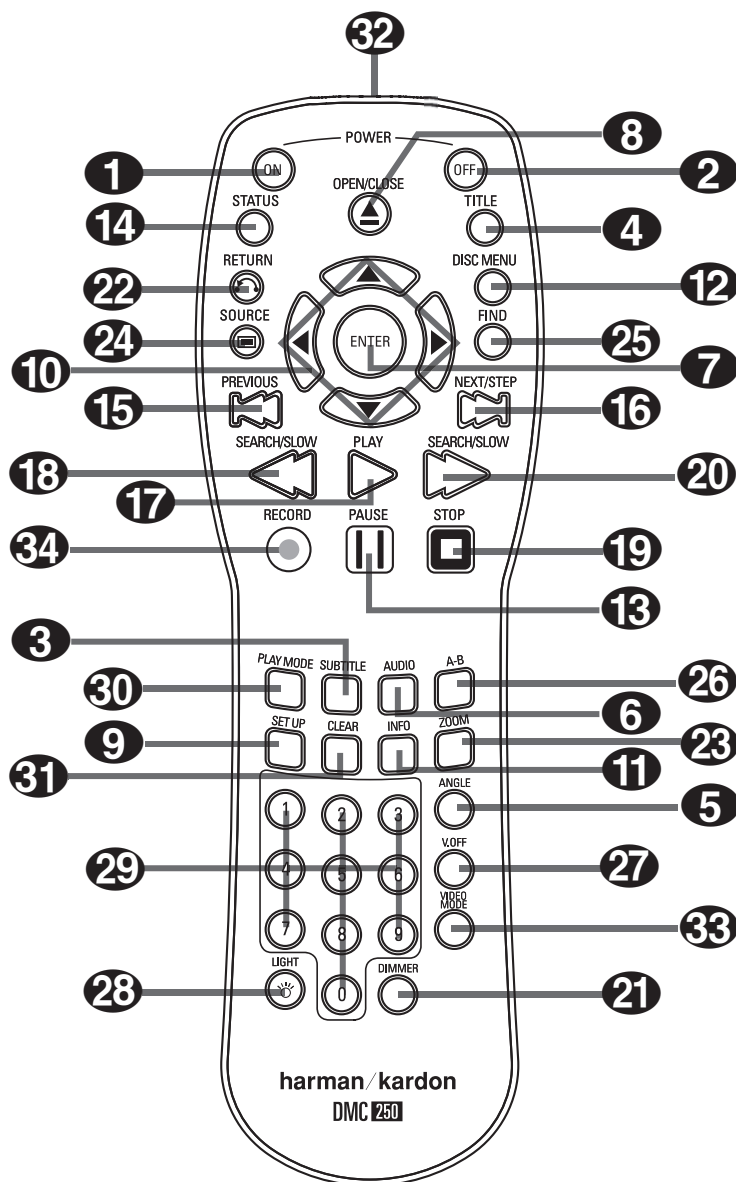 32
POWER
8
1
ON
OFF
2
OPEN/CLOSE
STATUS
TITLE
14
4
RETURN
DISC MENU
22
12
SOURCE
FIND
24
ENTER
25
10
7
PREVIOUS
NEXT/STEP
15
16
SEARCH/SLOW
PLAY
SEARCH/SLOW
18
20
17
RECORD
PAUSE
STOP
34
19
13
3
PLAY MODE
SUBTITLE
AUDIO
A-B
30
26
6
SET UP
CLEAR
INFO
ZOOM
9
23
31
11
ANGLE
1
2
3
5
V.OFF
29
4
5
6
27
VIDEO
MODE
7
8
9
33
LIGHT
DIMMER
28
0
21
harman/kardon
DMC 250